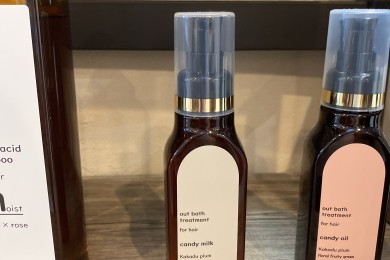 acid
oist
× rose
out bath
treatment
for hair
candy milk
Kakadu plum
out bath
treatment
for hair
candy oil
Kakadu plum
floral fruity green